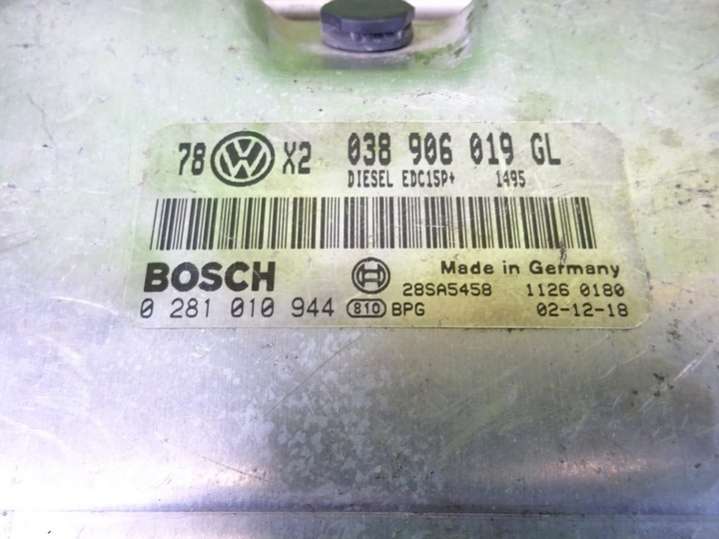 78 VW X2 038 906 019 GL
DIESEL EDC15P+ 1495
BOSCH Made in Germany
28SA5458 1126 0180
0 281 010 944 810 BPG 02-12-18